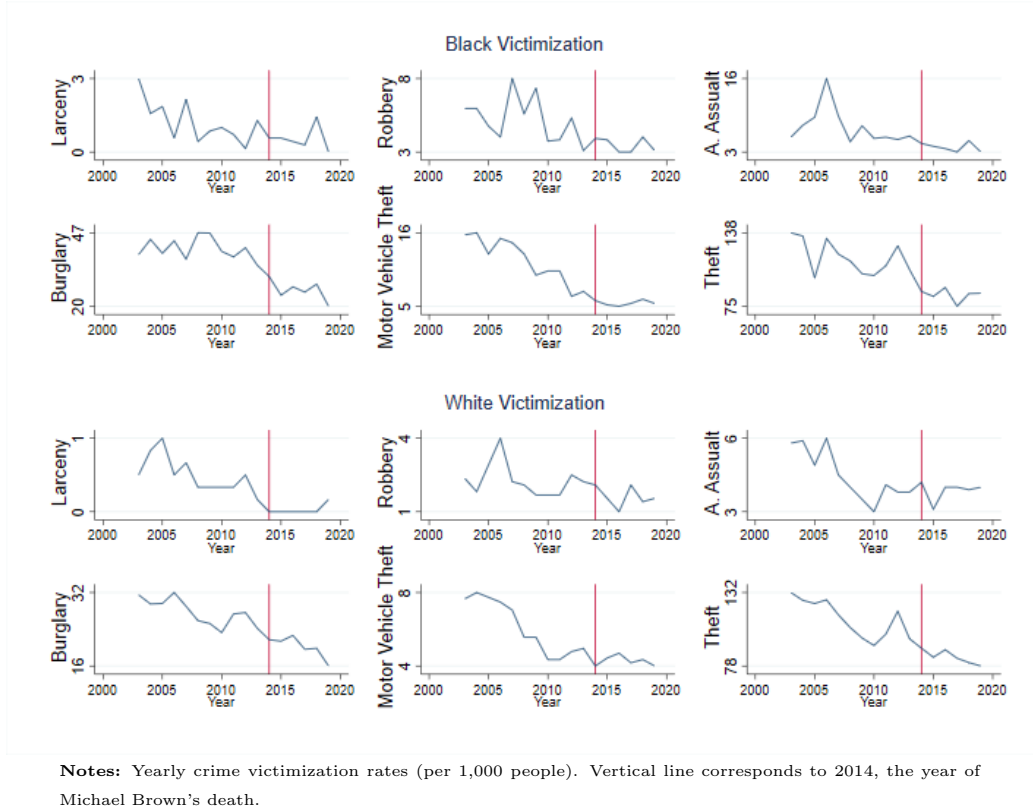 Black Victimization
Larceny
3
0
2000 2005 2010 2015 2020
Year
Robbery
8
3
2000 2005 2010 2015 2020
Year
A. Assualt
16
3
2000 2005 2010 2015 2020
Year
Burglary
47
20
2000 2005 2010 2015 2020
Year
Motor Vehicle Theft
16
5
2000 2005 2010 2015 2020
Year
Theft
138
75
2000 2005 2010 2015 2020
Year
White Victimization
Larceny
1
0
2000 2005 2010 2015 2020
Year
Robbery
4
1
2000 2005 2010 2015 2020
Year
A. Assualt
6
3
2000 2005 2010 2015 2020
Year
Burglary
32
16
2000 2005 2010 2015 2020
Year
Motor Vehicle Theft
8
4
2000 2005 2010 2015 2020
Year
Theft
132
78
2000 2005 2010 2015 2020
Year
Notes: Yearly crime victimization rates (per 1,000 people). Vertical line corresponds to 2014, the year of
Michael Brown's death.